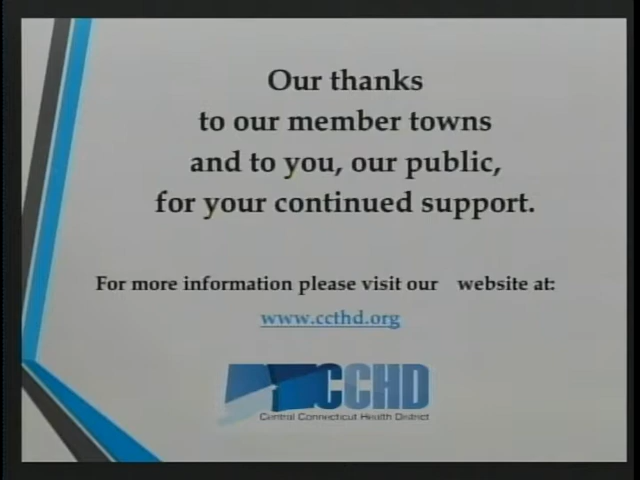 Our thanks
to our member towns
and to you, our public,
for your continued support.
For more information please visit our website at:
www.ccthd.org
CCHD
Central Connecticut Health District